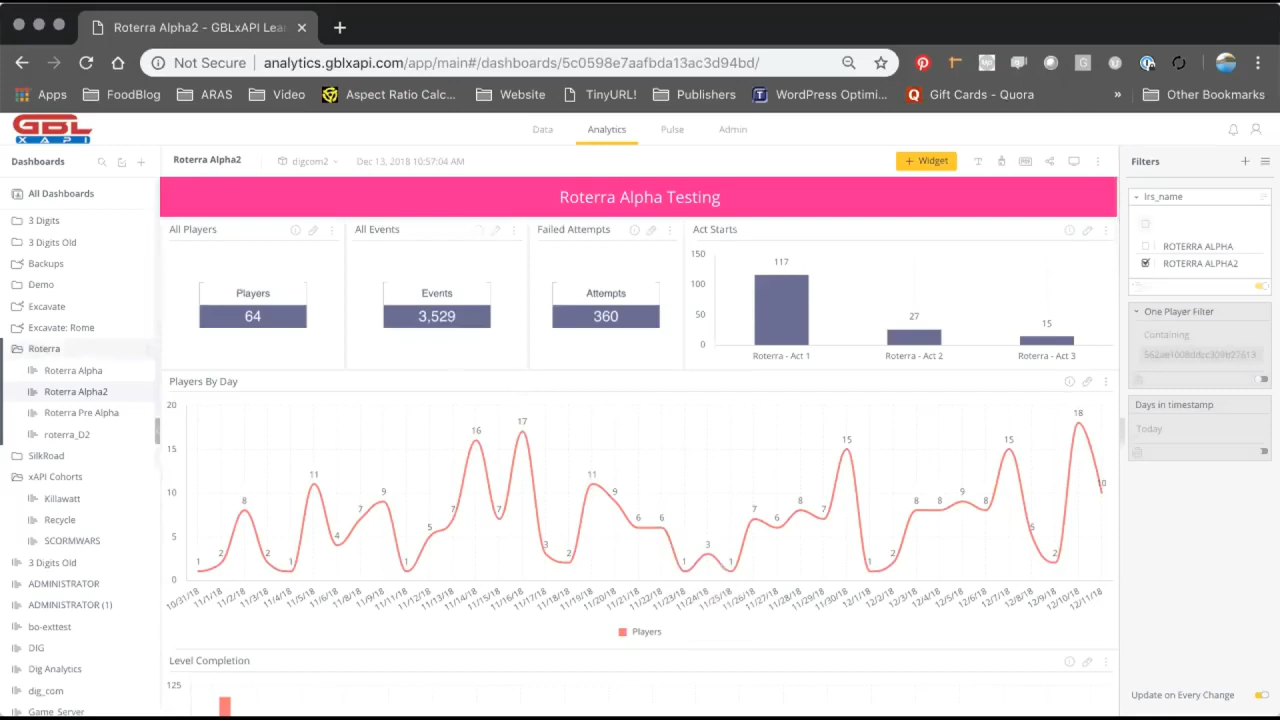 Roterra Alpha2 - GBLxAPI Lea
Not Secure analytics.gblxapi.com/app/main#/dashboards/5c0598e7aafbda13ac3d94bd/
Apps FoodBlog ARAS Video Aspect Ratio Calc... Website TinyURL! Publishers WordPress Optimi... Gift Cards - Quora » Other Bookmarks
GBL
xAPI
Data Analytics Pulse Admin
Dashboards
Roterra Alpha2 digcom2 Dec 13, 2018 10:57:04 AM + Widget
Filters
All Dashboards
3 Digits
3 Digits Old
Backups
Demo
Excavate
Excavate: Rome
Roterra
Roterra Alpha
Roterra Alpha2
Roterra Pre Alpha
roterra_D2
SilkRoad
xAPI Cohorts
Killawatt
Recycle
SCORMWARS
3 Digits Old
ADMINISTRATOR
ADMINISTRATOR (1)
bo-exttest
DIG
Dig Analytics
dig_com
Game_Server
Roterra Alpha Testing
All Players
Players
64
All Events
Events
3,529
Failed Attempts
Attempts
360
Act Starts
150
100
50
0
117
27
15
Roterra - Act 1 Roterra - Act 2 Roterra - Act 3
Players By Day
20
15
10
5
0
1 2 8 2 1 11 4 7 9 1 5 7 16 7 17 3 2 11 9 6 6 1 3 1 7 6 8 7 15 1 2 8 8 9 8 15 5 2 18 10
10/31/18 11/1/18 11/2/18 11/3/18 11/4/18 11/5/18 11/6/18 11/8/18 11/9/18 11/11/18 11/12/18 11/13/18 11/14/18 11/15/18 11/16/18 11/17/18 11/18/18 11/19/18 11/20/18 11/21/18 11/22/18 11/23/18 11/24/18 11/25/18 11/26/18 11/27/18 11/28/18 11/29/18 11/30/18 12/1/18 12/2/18 12/3/18 12/4/18 12/5/18 12/6/18 12/7/18 12/8/18 12/9/18 12/10/18 12/11/18
Players
Level Completion
125
lrs_name
ROTERRA ALPHA
ROTERRA ALPHA2
One Player Filter
Containing
Days in timestamp
Today
Update on Every Change